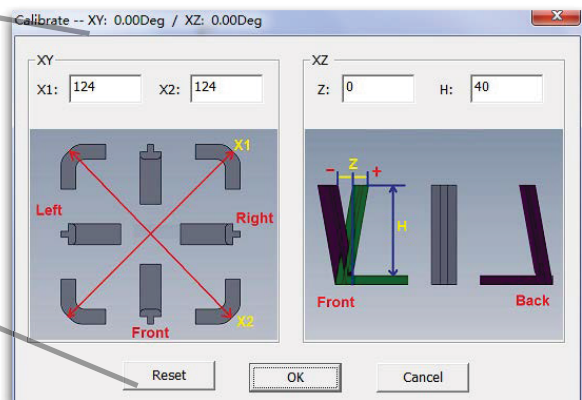 Calibrate -- XY: 0.00Deg / XZ: 0.00Deg
XY
X1: 124 X2: 124
X1
Left
Right
Front
X2
XZ
Z: 0 H: 40
- Z +
H
Front
Back
Reset OK Cancel